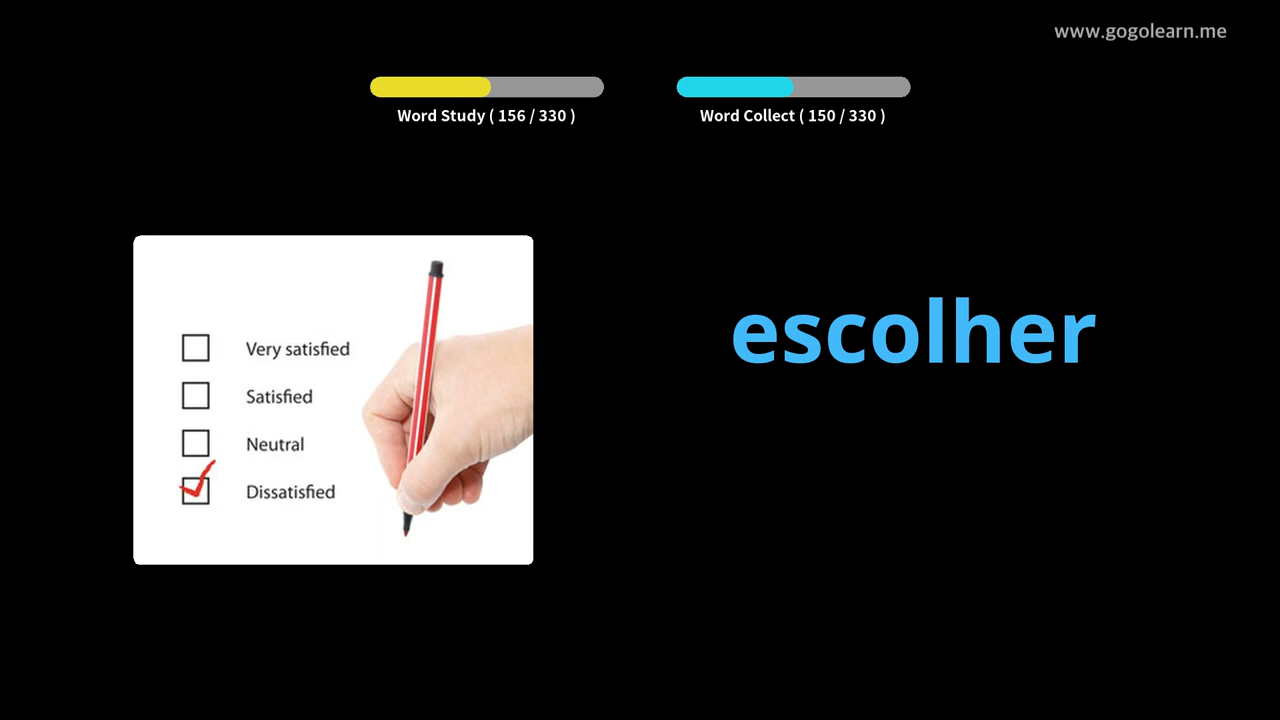 www.gogolearn.me
Word Study ( 156 / 330 )
Word Collect ( 150 / 330 )
Very satisfied
Satisfied
Neutral
Dissatisfied
escolher